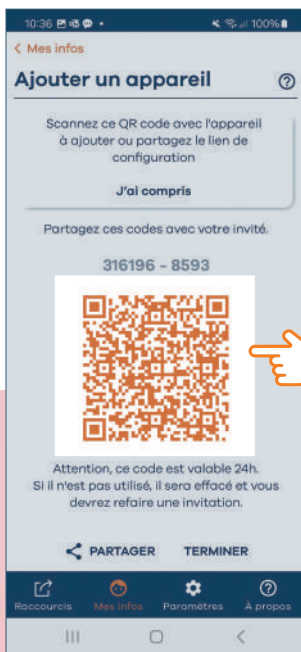 10:36 100%
< Mes infos
Ajouter un appareil
Scannez ce QR code avec l'appareil
à ajouter ou partagez le lien de
configuration
J'ai compris
Partagez ces codes avec votre invité.
316196 - 8593
Attention, ce code est valable 24h.
Si il n'est pas utilisé, il sera effacé et vous
devrez refaire une invitation.
PARTAGER TERMINER
Raccourcis Mes infos Paramètres À propos